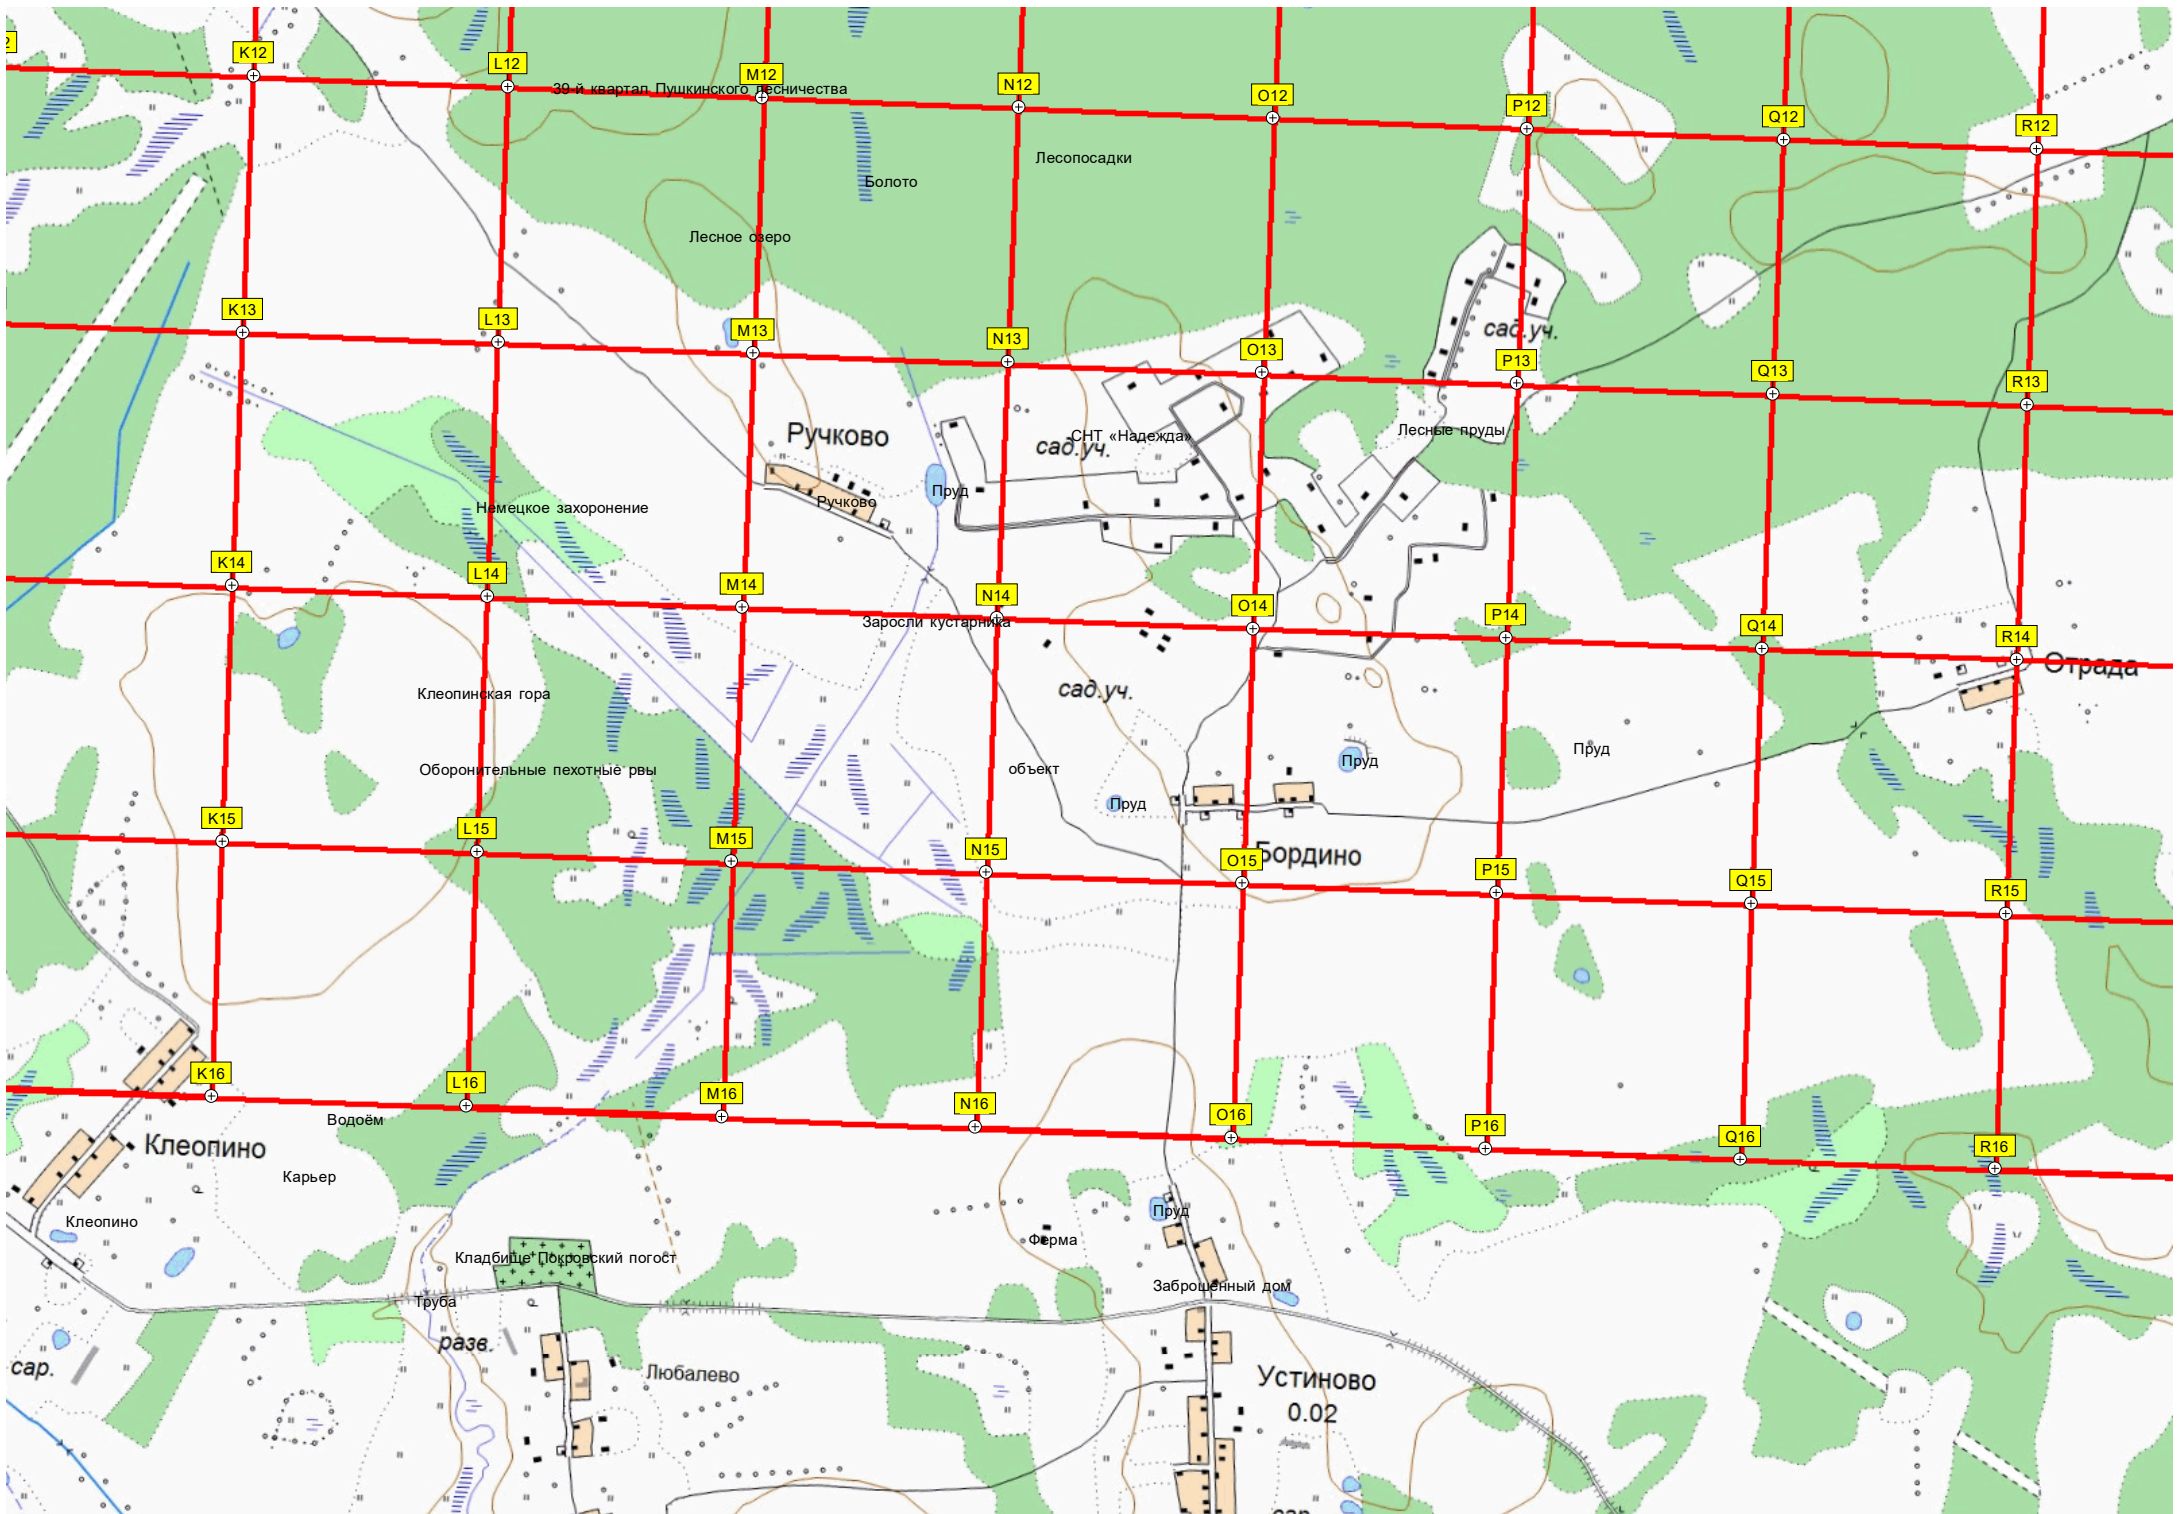 2
K12
L12
M12
N12
O12
P12
Q12
R12
39-й квартал Пушкинского лесничества
Лесопосадки
Болото
Лесное озеро
K13
L13
M13
N13
O13
P13
Q13
R13
сад.уч.
Ручково
сад.уч.
СНТ «Надежда»
Лесные пруды
Ручково
Пруд
Немецкое захоронение
K14
L14
M14
N14
O14
P14
Q14
R14
Заросли кустарника
Отрада
Клеопинская гора
сад.уч.
Оборонительные пехотные рвы
объект
Пруд
Пруд
Пруд
K15
L15
M15
N15
O15
P15
Q15
R15
Бордино
K16
L16
M16
N16
O16
P16
Q16
R16
Водоём
Клеопино
Карьер
Клеопино
Пруд
Ферма
Кладбище Покровский погост
Заброшенный дом
Труба
разв.
сар.
Любалево
Устиново
0.02
сар.